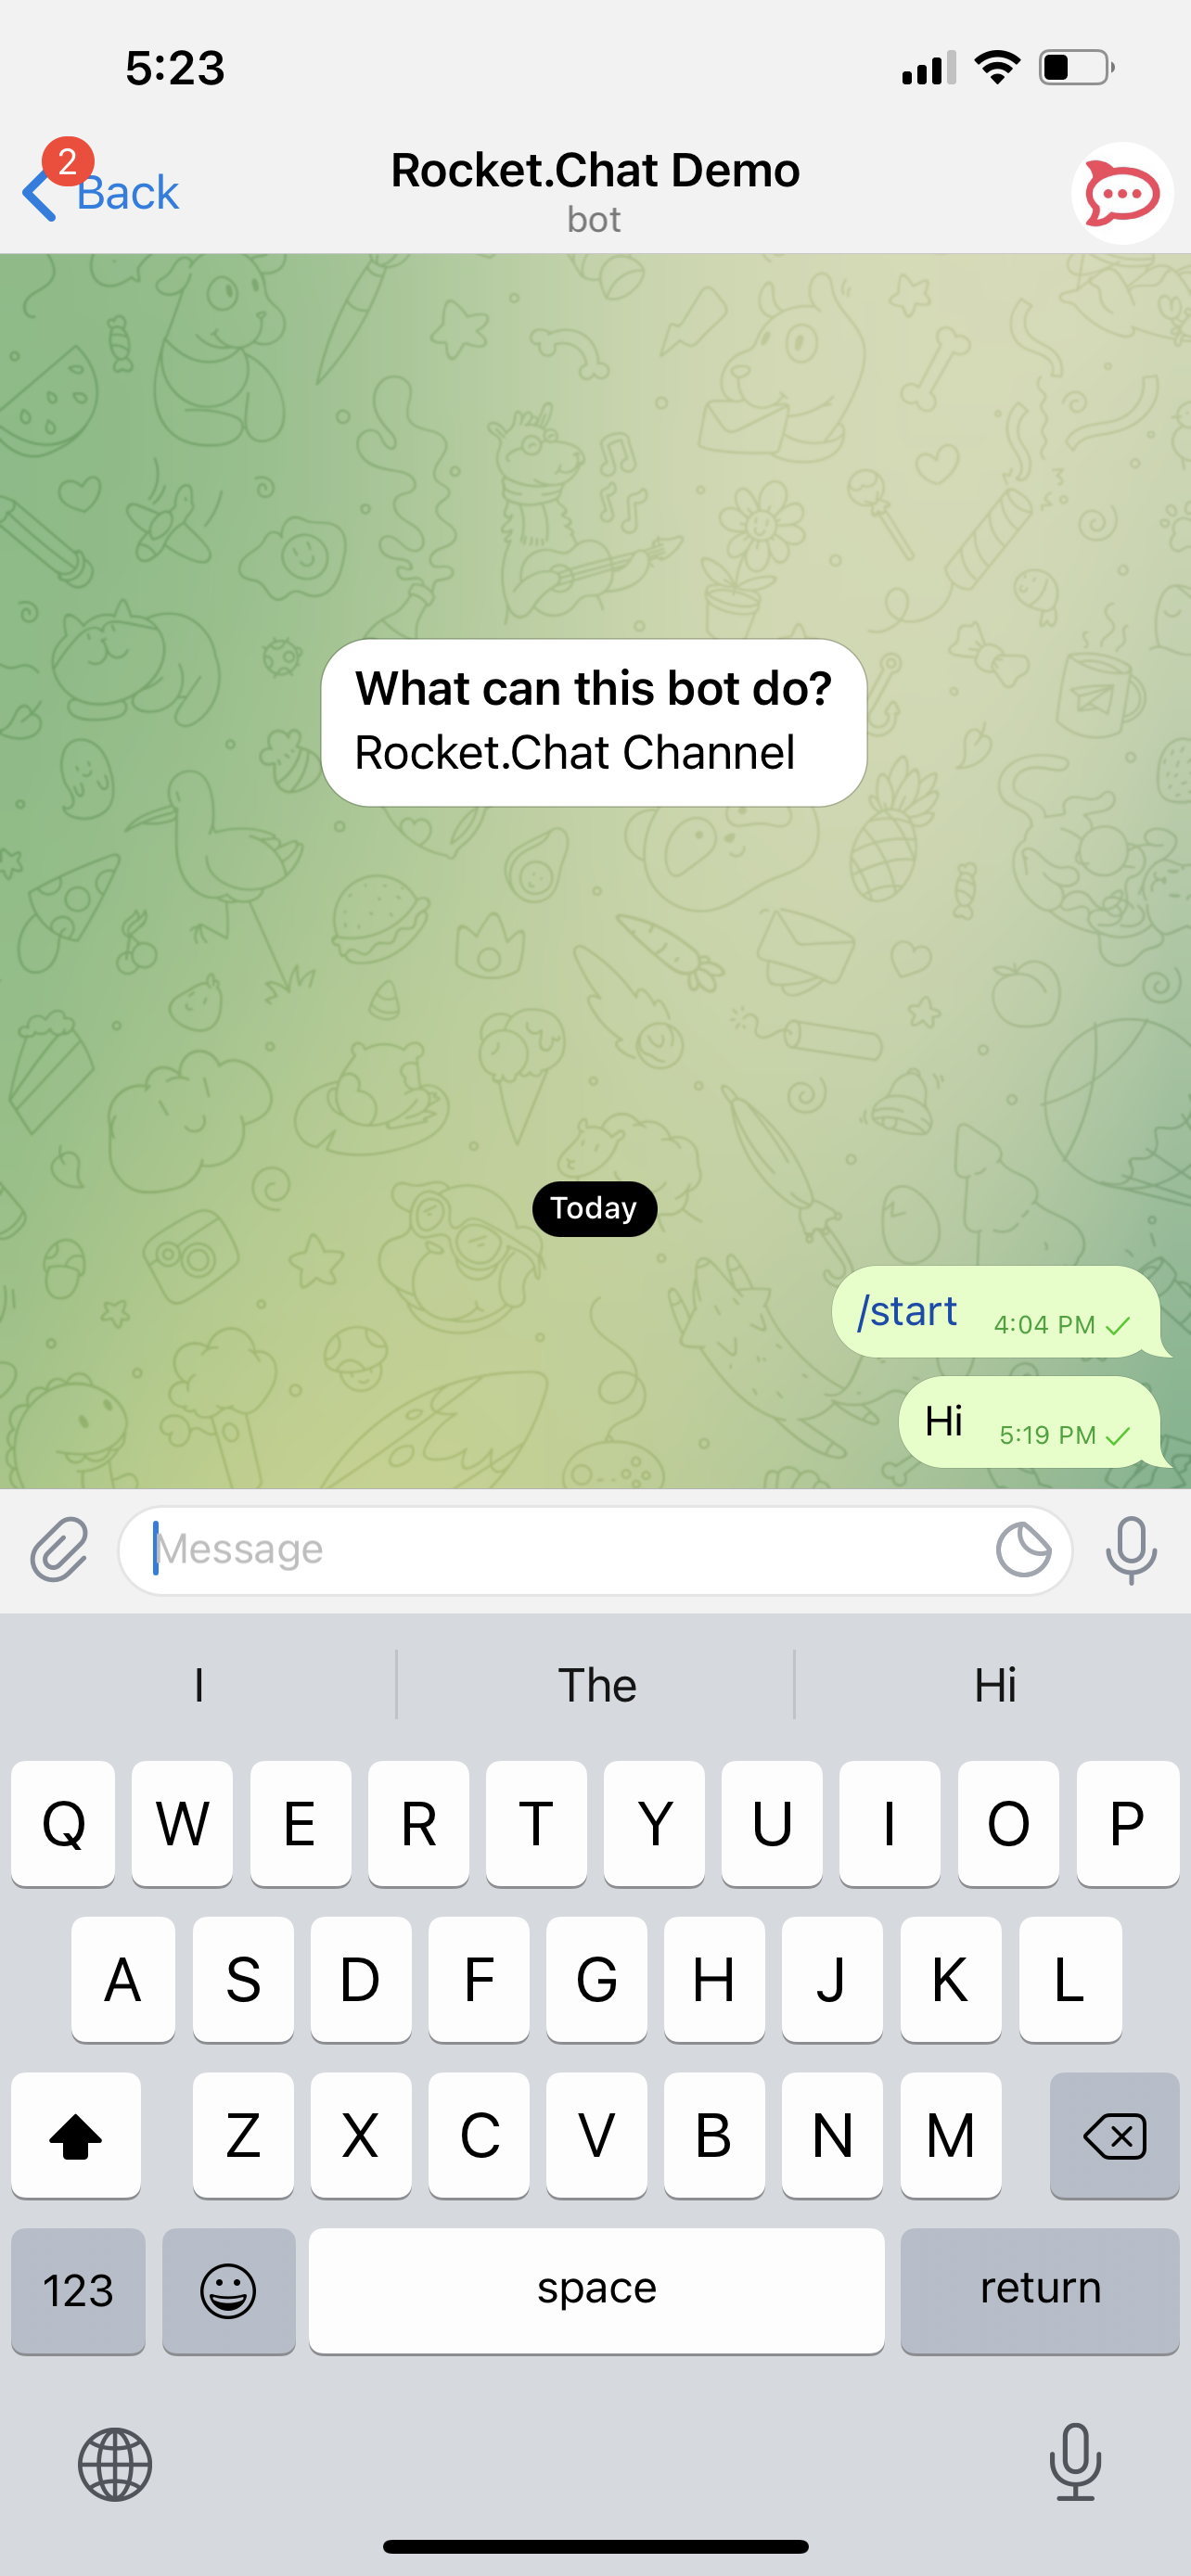 5:23
2
Back
Rocket.Chat Demo
bot
What can this bot do?
Rocket.Chat Channel
Today
/start 4:04 PM
Hi 5:19 PM
Message
I The Hi
Q W E R T Y U I O P
A S D F G H J K L
Z X C V B N M
123 space return